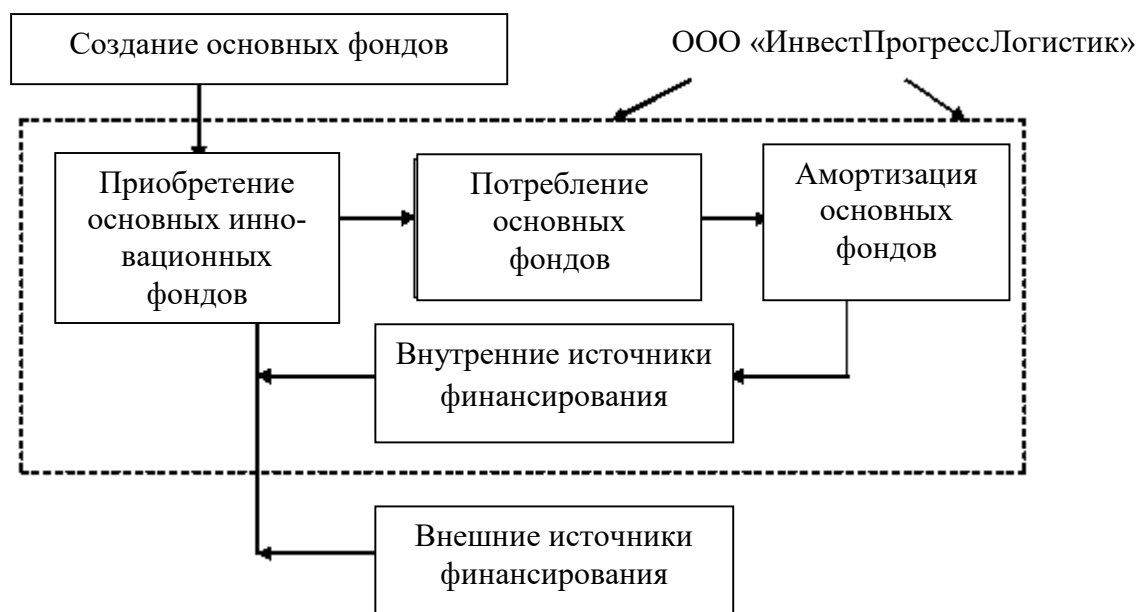 Создание основных фондов
ООО «ИнвестПрогрессЛогистик»
Приобретение
основных инно-
вационных
фондов
Потребление
основных
фондов
Амортизация
основных
фондов
Внутренние источники
финансирования
Внешние источники
финансирования